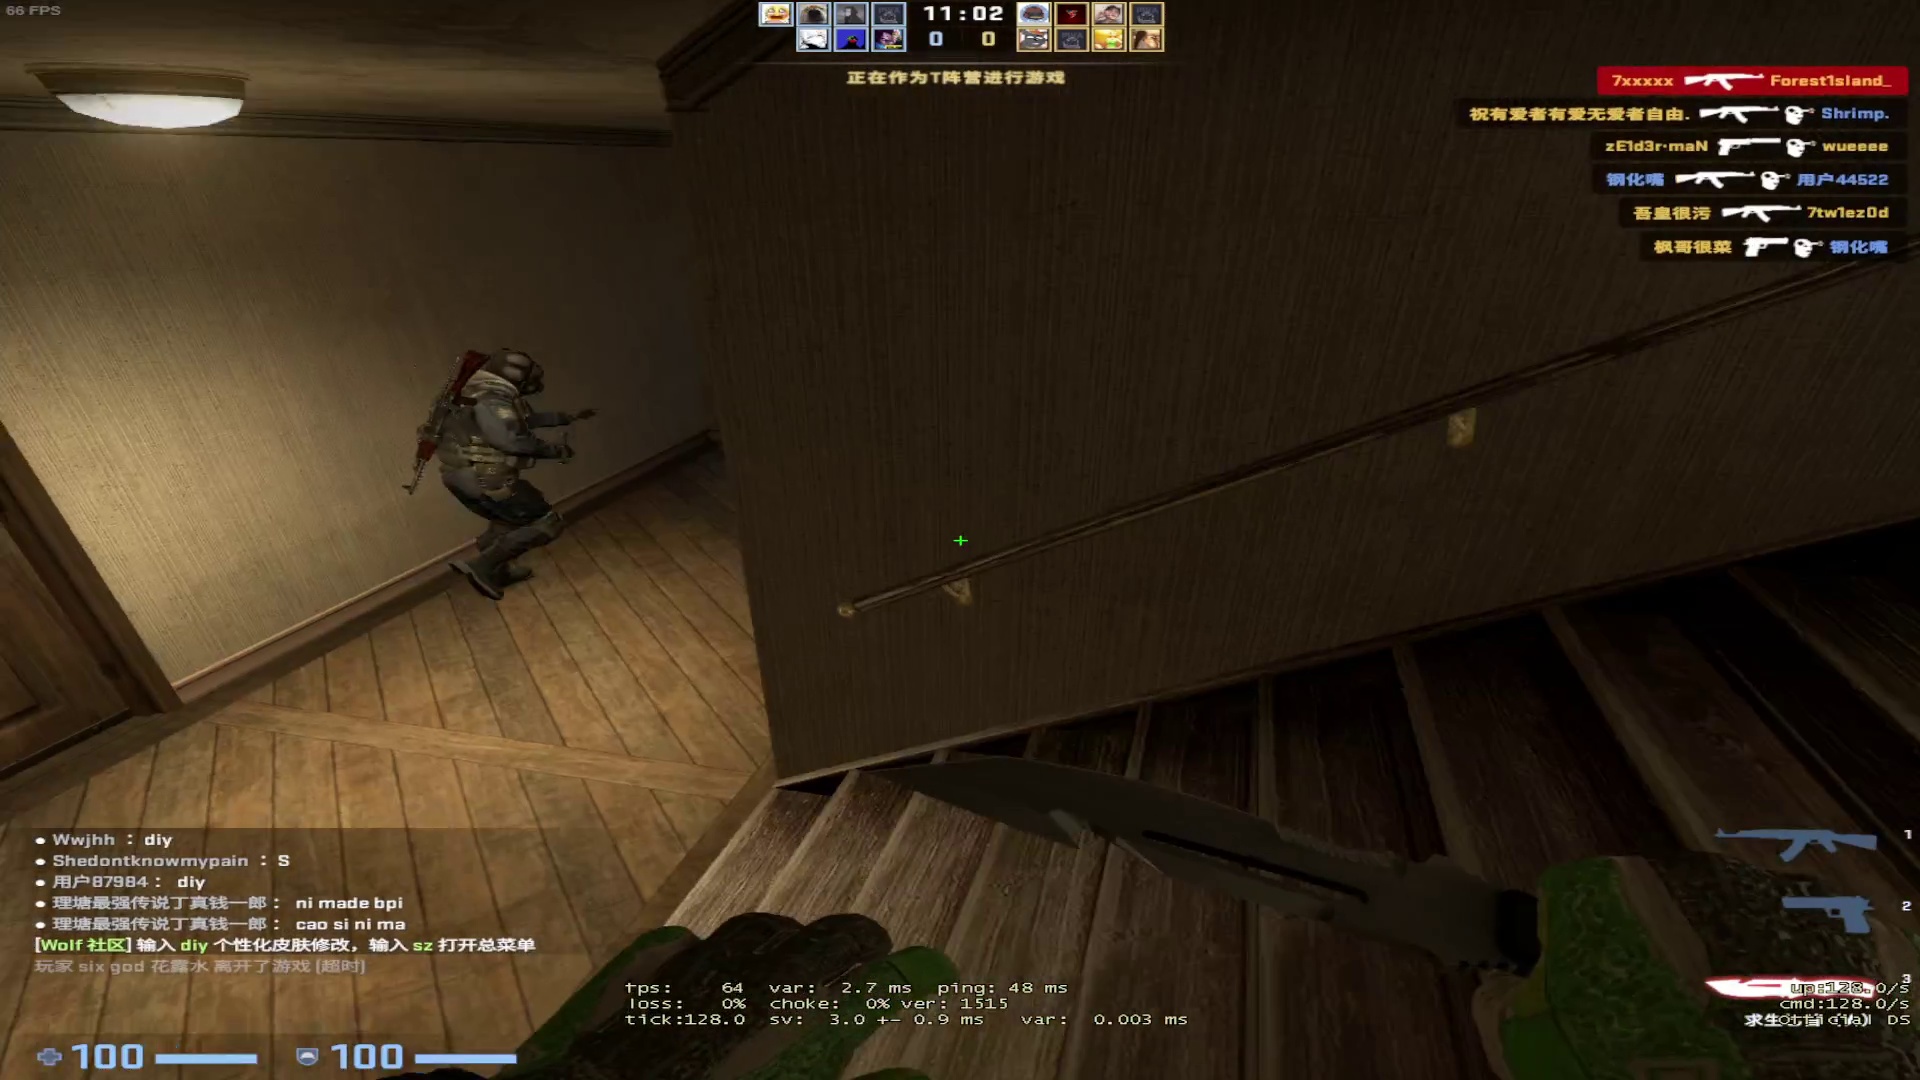 66 FPS
11:02
0 0
正在作为T阵营进行游戏
7xxxxx Forest1sland_
祝有爱者有爱无爱者自由. Shrimp.
zE1d3r·maN wueeee
钢化嘴 用户44522
吾皇很污 7tw1ez0d
枫哥很菜 钢化嘴
• Wwjhh : diy
• Shedontknowmypain : S
• 用户87984 : diy
• 理塘最强传说丁真钱一郎 : ni made bpi
• 理塘最强传说丁真钱一郎 : cao si ni ma
[Wolf 社区] 输入 diy 个性化皮肤修改，输入 sz 打开总菜单
玩家 six god 花露水 离开了游戏 [超时]
fps: 64 var: 2.7 ms ping: 48 ms
loss: 0% choke: 0% ver: 1515
tick:128.0 sv: 3.0 +- 0.9 ms var: 0.003 ms
1
2
3
up:128.0/s
cmd:128.0/s
求生 DS
100 100